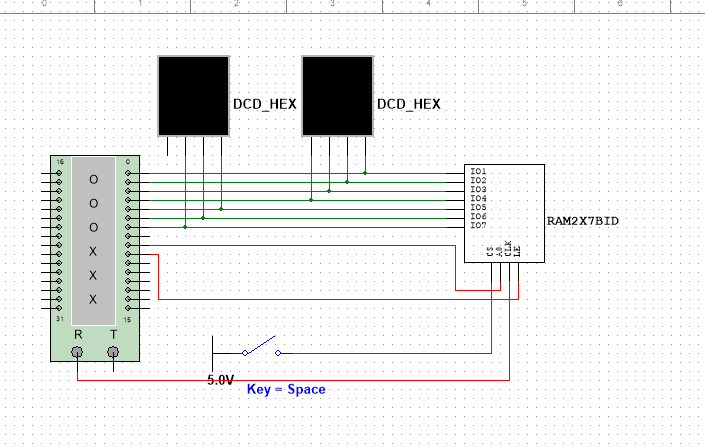 0 1 2 3 4 5 6
DCD_HEX DCD_HEX
16 0
O
O
O
X
X
X
31 15
R T
IO1
IO2
IO3
IO4
IO5
IO6
IO7
CS
A0
CLK
LE
RAM2X7BID
5.0V
Key = Space